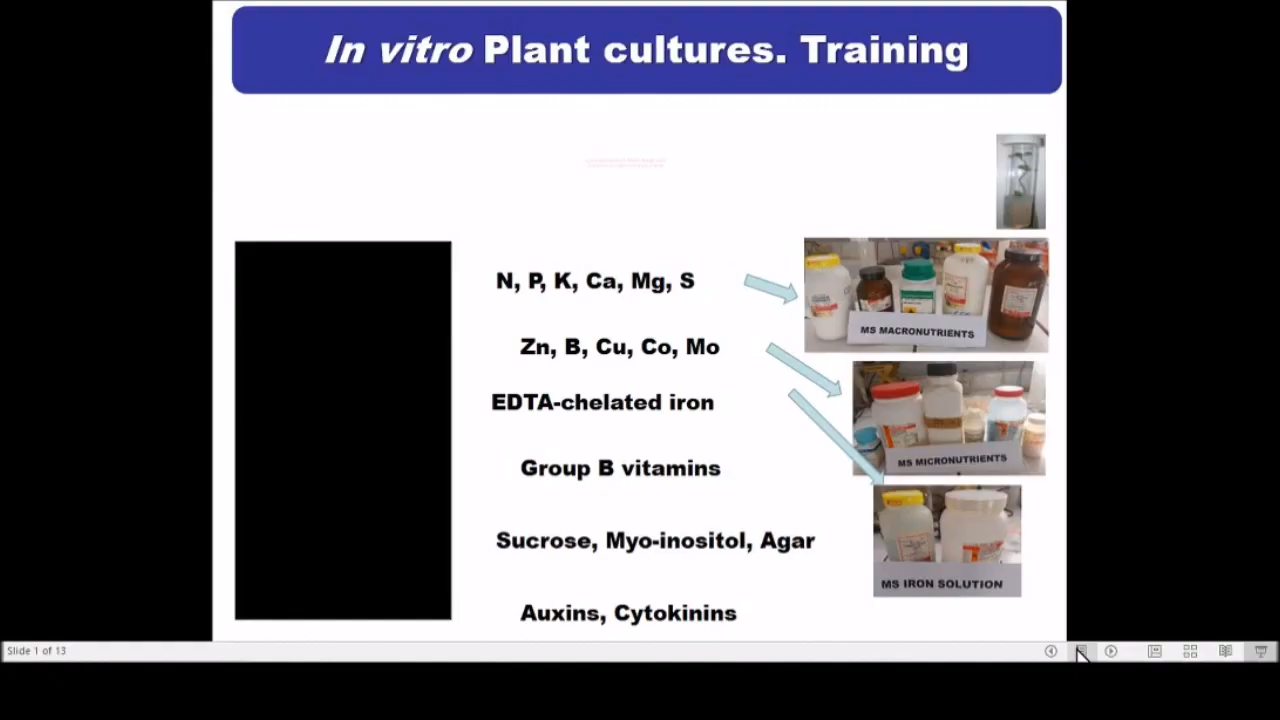 In vitro Plant cultures. Training
N, P, K, Ca, Mg, S
MS MACRONUTRIENTS
Zn, B, Cu, Co, Mo
EDTA-chelated iron
MS MICRONUTRIENTS
Group B vitamins
Sucrose, Myo-inositol, Agar
MS IRON SOLUTION
Auxins, Cytokinins
Slide 1 of 13